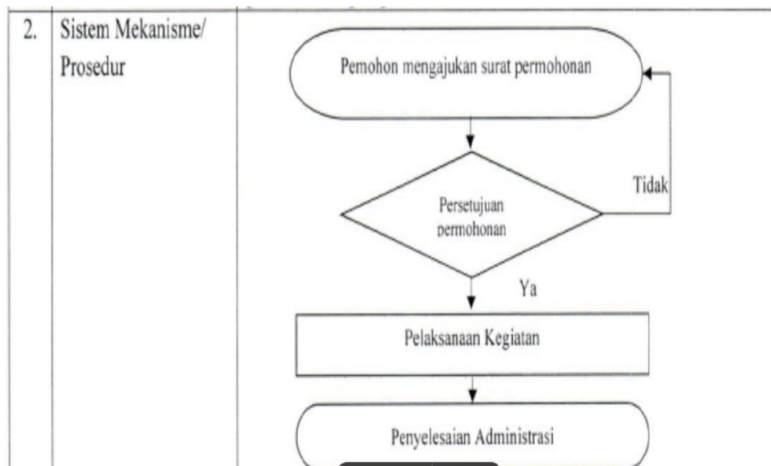 2.
Sistem Mekanisme/
Prosedur
Pemohon mengajukan surat permohonan
Tidak
Persetujuan
permohonan
Ya
Pelaksanaan Kegiatan
Penyelesaian Administrasi